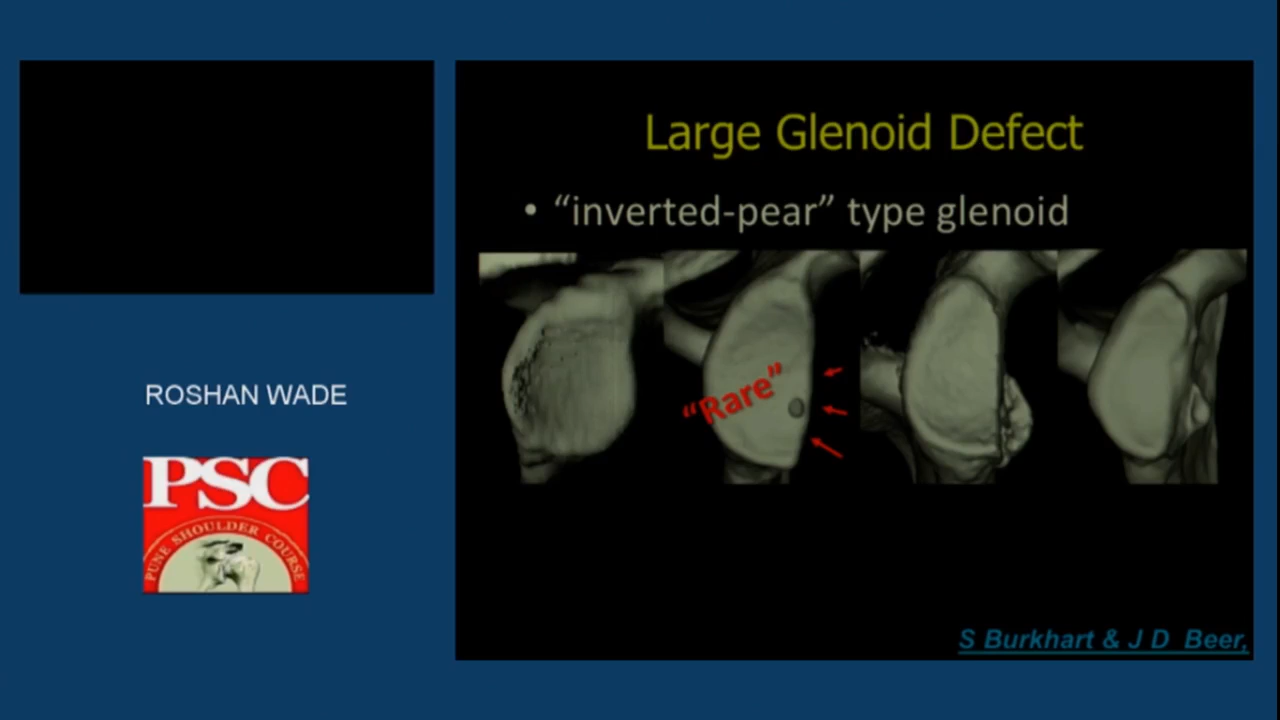 Large Glenoid Defect
• “inverted-pear” type glenoid
“Rare”
S Burkhart & J D Beer,
ROSHAN WADE
PSC
PUNE SHOULDER COURSE